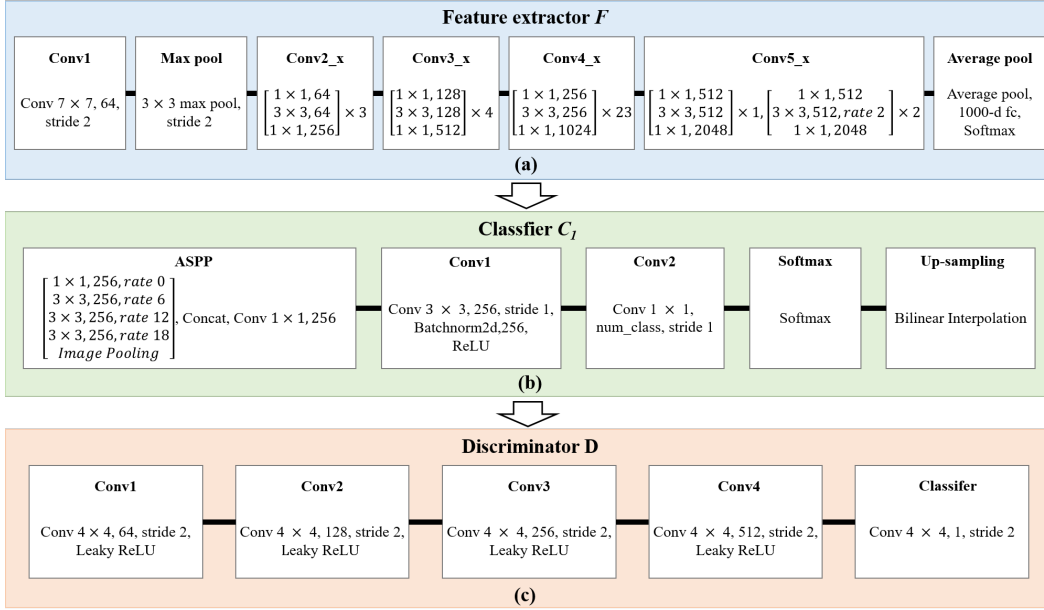 Feature extractor F
Conv1
Conv 7 × 7, 64,
stride 2
Max pool
3 × 3 max pool,
stride 2
Conv2_x
[1 × 1, 64
3 × 3, 64
1 × 1, 256] × 3
Conv3_x
[1 × 1, 128
3 × 3, 128
1 × 1, 512] × 4
Conv4_x
[1 × 1, 256
3 × 3, 256
1 × 1, 1024] × 23
Conv5_x
[1 × 1, 512
3 × 3, 512
1 × 1, 2048] × 1,
[1 × 1, 512
3 × 3, 512, rate 2
1 × 1, 2048] × 2
Average pool
Average pool,
1000-d fc,
Softmax
(a)
Classfier C1
ASPP
[1 × 1, 256, rate 0
3 × 3, 256, rate 6
3 × 3, 256, rate 12
3 × 3, 256, rate 18
Image Pooling], Concat, Conv 1 × 1, 256
Conv1
Conv 3 × 3, 256, stride 1,
Batchnorm2d,256,
ReLU
Conv2
Conv 1 × 1,
num_class, stride 1
Softmax
Softmax
Up-sampling
Bilinear Interpolation
(b)
Discriminator D
Conv1
Conv 4 × 4, 64, stride 2,
Leaky ReLU
Conv2
Conv 4 × 4, 128, stride 2,
Leaky ReLU
Conv3
Conv 4 × 4, 256, stride 2,
Leaky ReLU
Conv4
Conv 4 × 4, 512, stride 2,
Leaky ReLU
Classifer
Conv 4 × 4, 1, stride 2
(c)